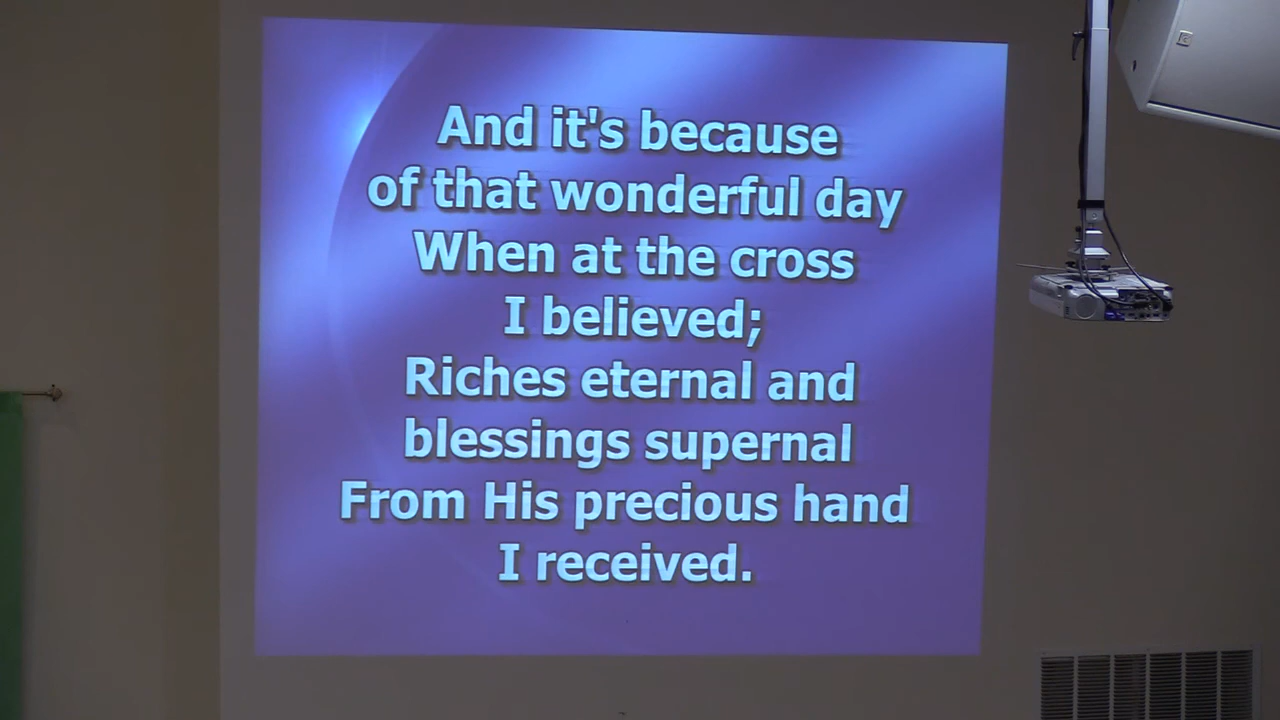 And it's because
of that wonderful day
When at the cross
I believed;
Riches eternal and
blessings supernal
From His precious hand
I received.